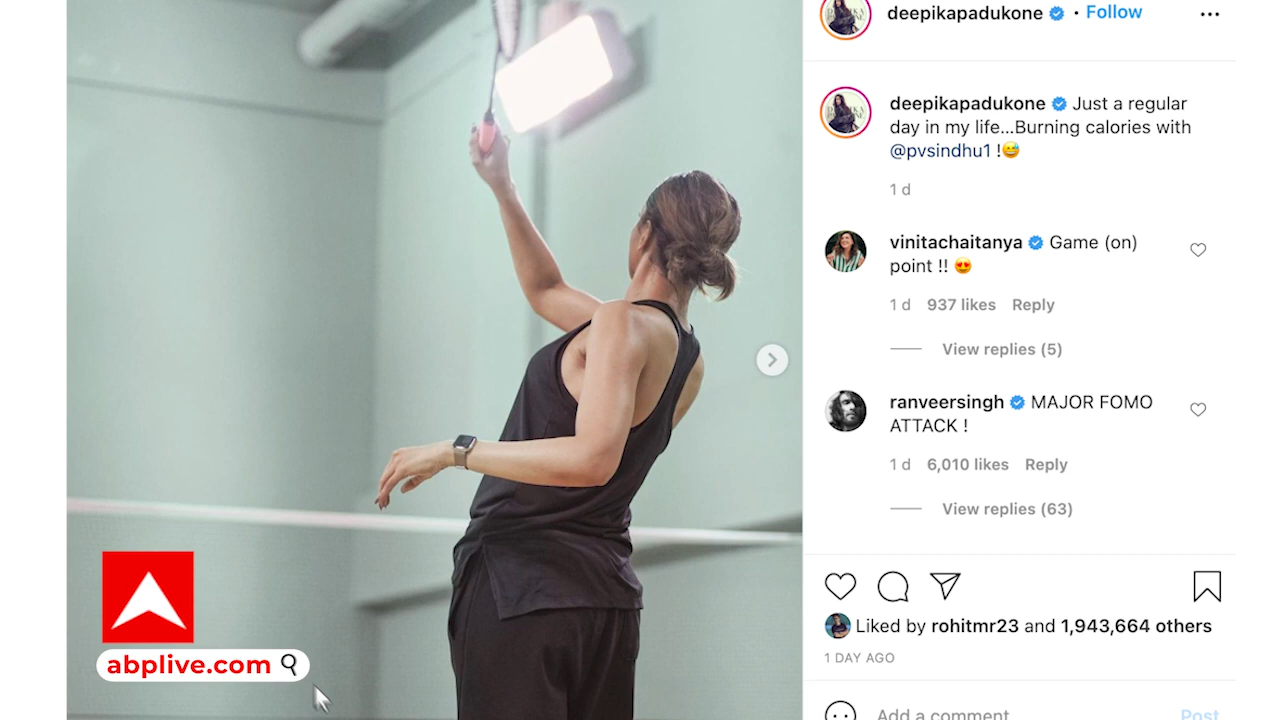 deepikapadukone • Follow
deepikapadukone Just a regular
day in my life...Burning calories with
@pvsindhu1 !😅
1 d
vinitachaitanya Game (on)
point !! 😍
1 d 937 likes Reply
View replies (5)
ranveersingh MAJOR FOMO
ATTACK !
1 d 6,010 likes Reply
View replies (63)
Liked by rohitmr23 and 1,943,664 others
1 DAY AGO
Add a comment
Post
abplive.com